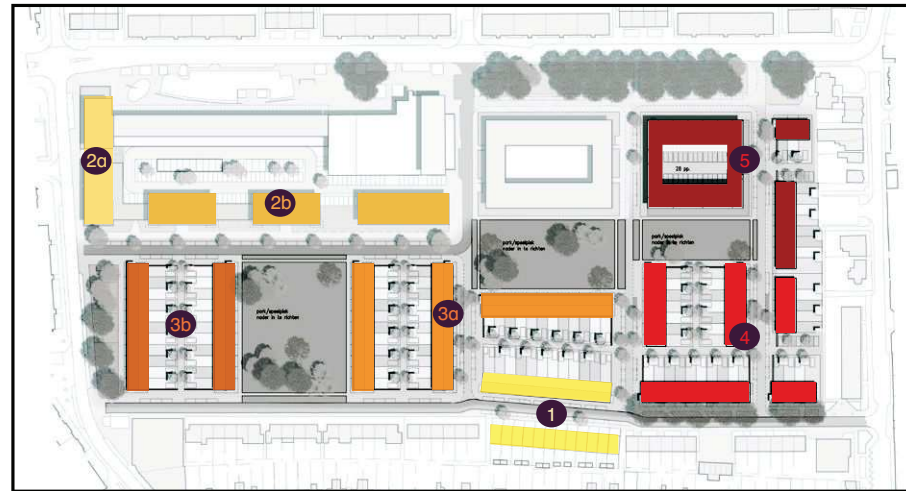 2a
2b
5
28 pp.
park/speelplek
nader in te richten
park/speelplek
nader in te richten
park/speelplek
nader in te richten
3b
3a
4
1